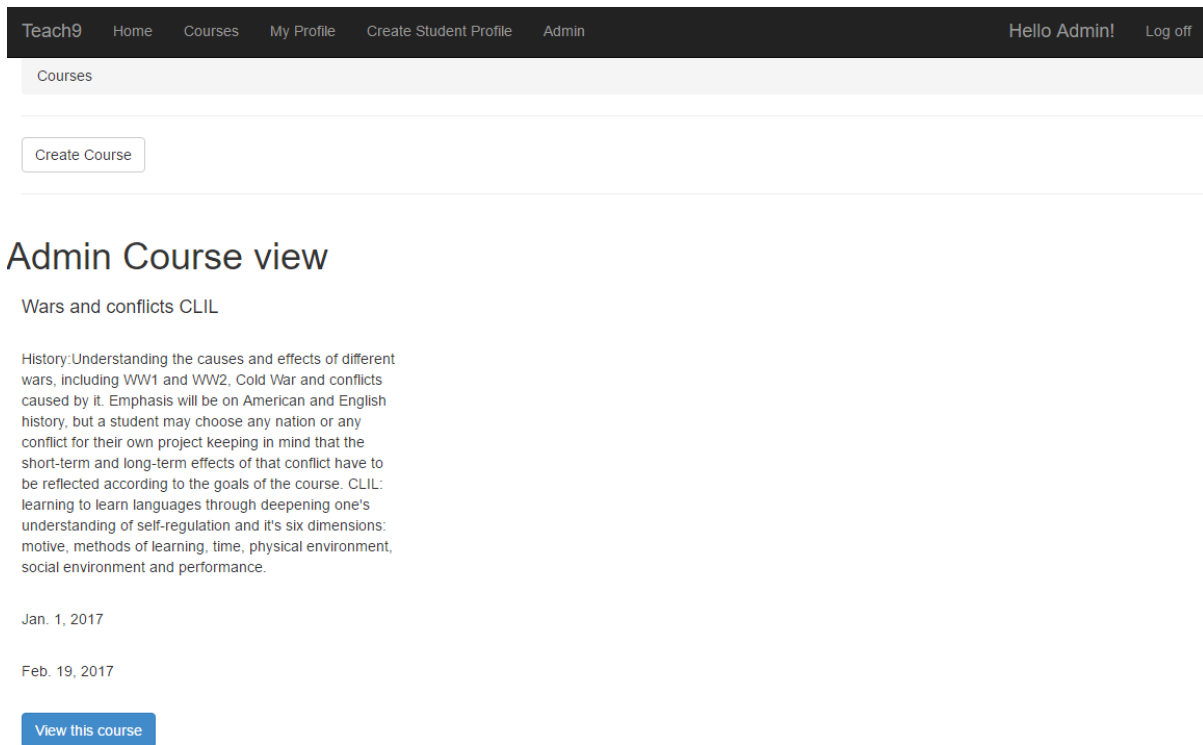 Teach9 Home Courses My Profile Create Student Profile Admin Hello Admin! Log off
Courses
Create Course
Admin Course view
Wars and conflicts CLIL
History:Understanding the causes and effects of different
wars, including WW1 and WW2, Cold War and conflicts
caused by it. Emphasis will be on American and English
history, but a student may choose any nation or any
conflict for their own project keeping in mind that the
short-term and long-term effects of that conflict have to
be reflected according to the goals of the course. CLIL:
learning to learn languages through deepening one's
understanding of self-regulation and it's six dimensions:
motive, methods of learning, time, physical environment,
social environment and performance.
Jan. 1, 2017
Feb. 19, 2017
View this course